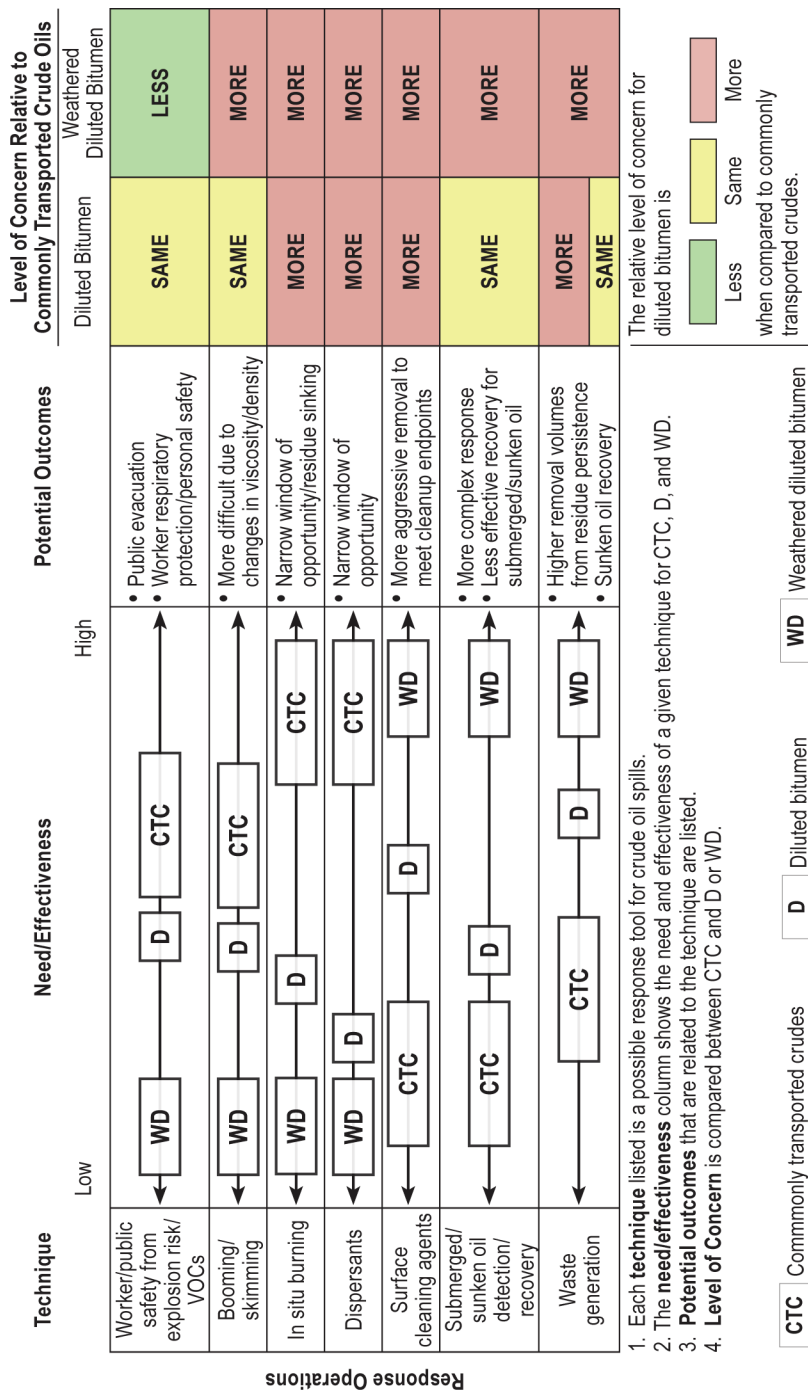 Level of Concern Relative to
Commonly Transported Crude Oils
Technique
Need/Effectiveness
Potential Outcomes
Diluted Bitumen
Weathered
Diluted Bitumen
Low
High
Response Operations
Worker/public
safety from
explosion risk/
VOCs
WD
D
CTC
• Public evacuation
• Worker respiratory
protection/personal safety
SAME
LESS
Booming/
skimming
WD
D
CTC
• More difficult due to
changes in viscosity/density
SAME
MORE
In situ burning
WD
D
CTC
• Narrow window of
opportunity/residue sinking
MORE
MORE
Dispersants
WD
D
CTC
• Narrow window of
opportunity
MORE
MORE
Surface
cleaning agents
CTC
D
WD
• More aggressive removal to
meet cleanup endpoints
MORE
MORE
Submerged/
sunken oil
detection/
recovery
CTC
D
WD
• More complex response
• Less effective recovery for
submerged/sunken oil
SAME
MORE
Waste
generation
CTC
D
WD
• Higher removal volumes
from residue persistence
• Sunken oil recovery
MORE
SAME
MORE
1. Each technique listed is a possible response tool for crude oil spills.
2. The need/effectiveness column shows the need and effectiveness of a given technique for CTC, D, and WD.
3. Potential outcomes that are related to the technique are listed.
4. Level of Concern is compared between CTC and D or WD.
The relative level of concern for
diluted bitumen is
Less
Same
More
when compared to commonly
transported crudes.
CTC Commmonly transported crudes
D Diluted bitumen
WD Weathered diluted bitumen